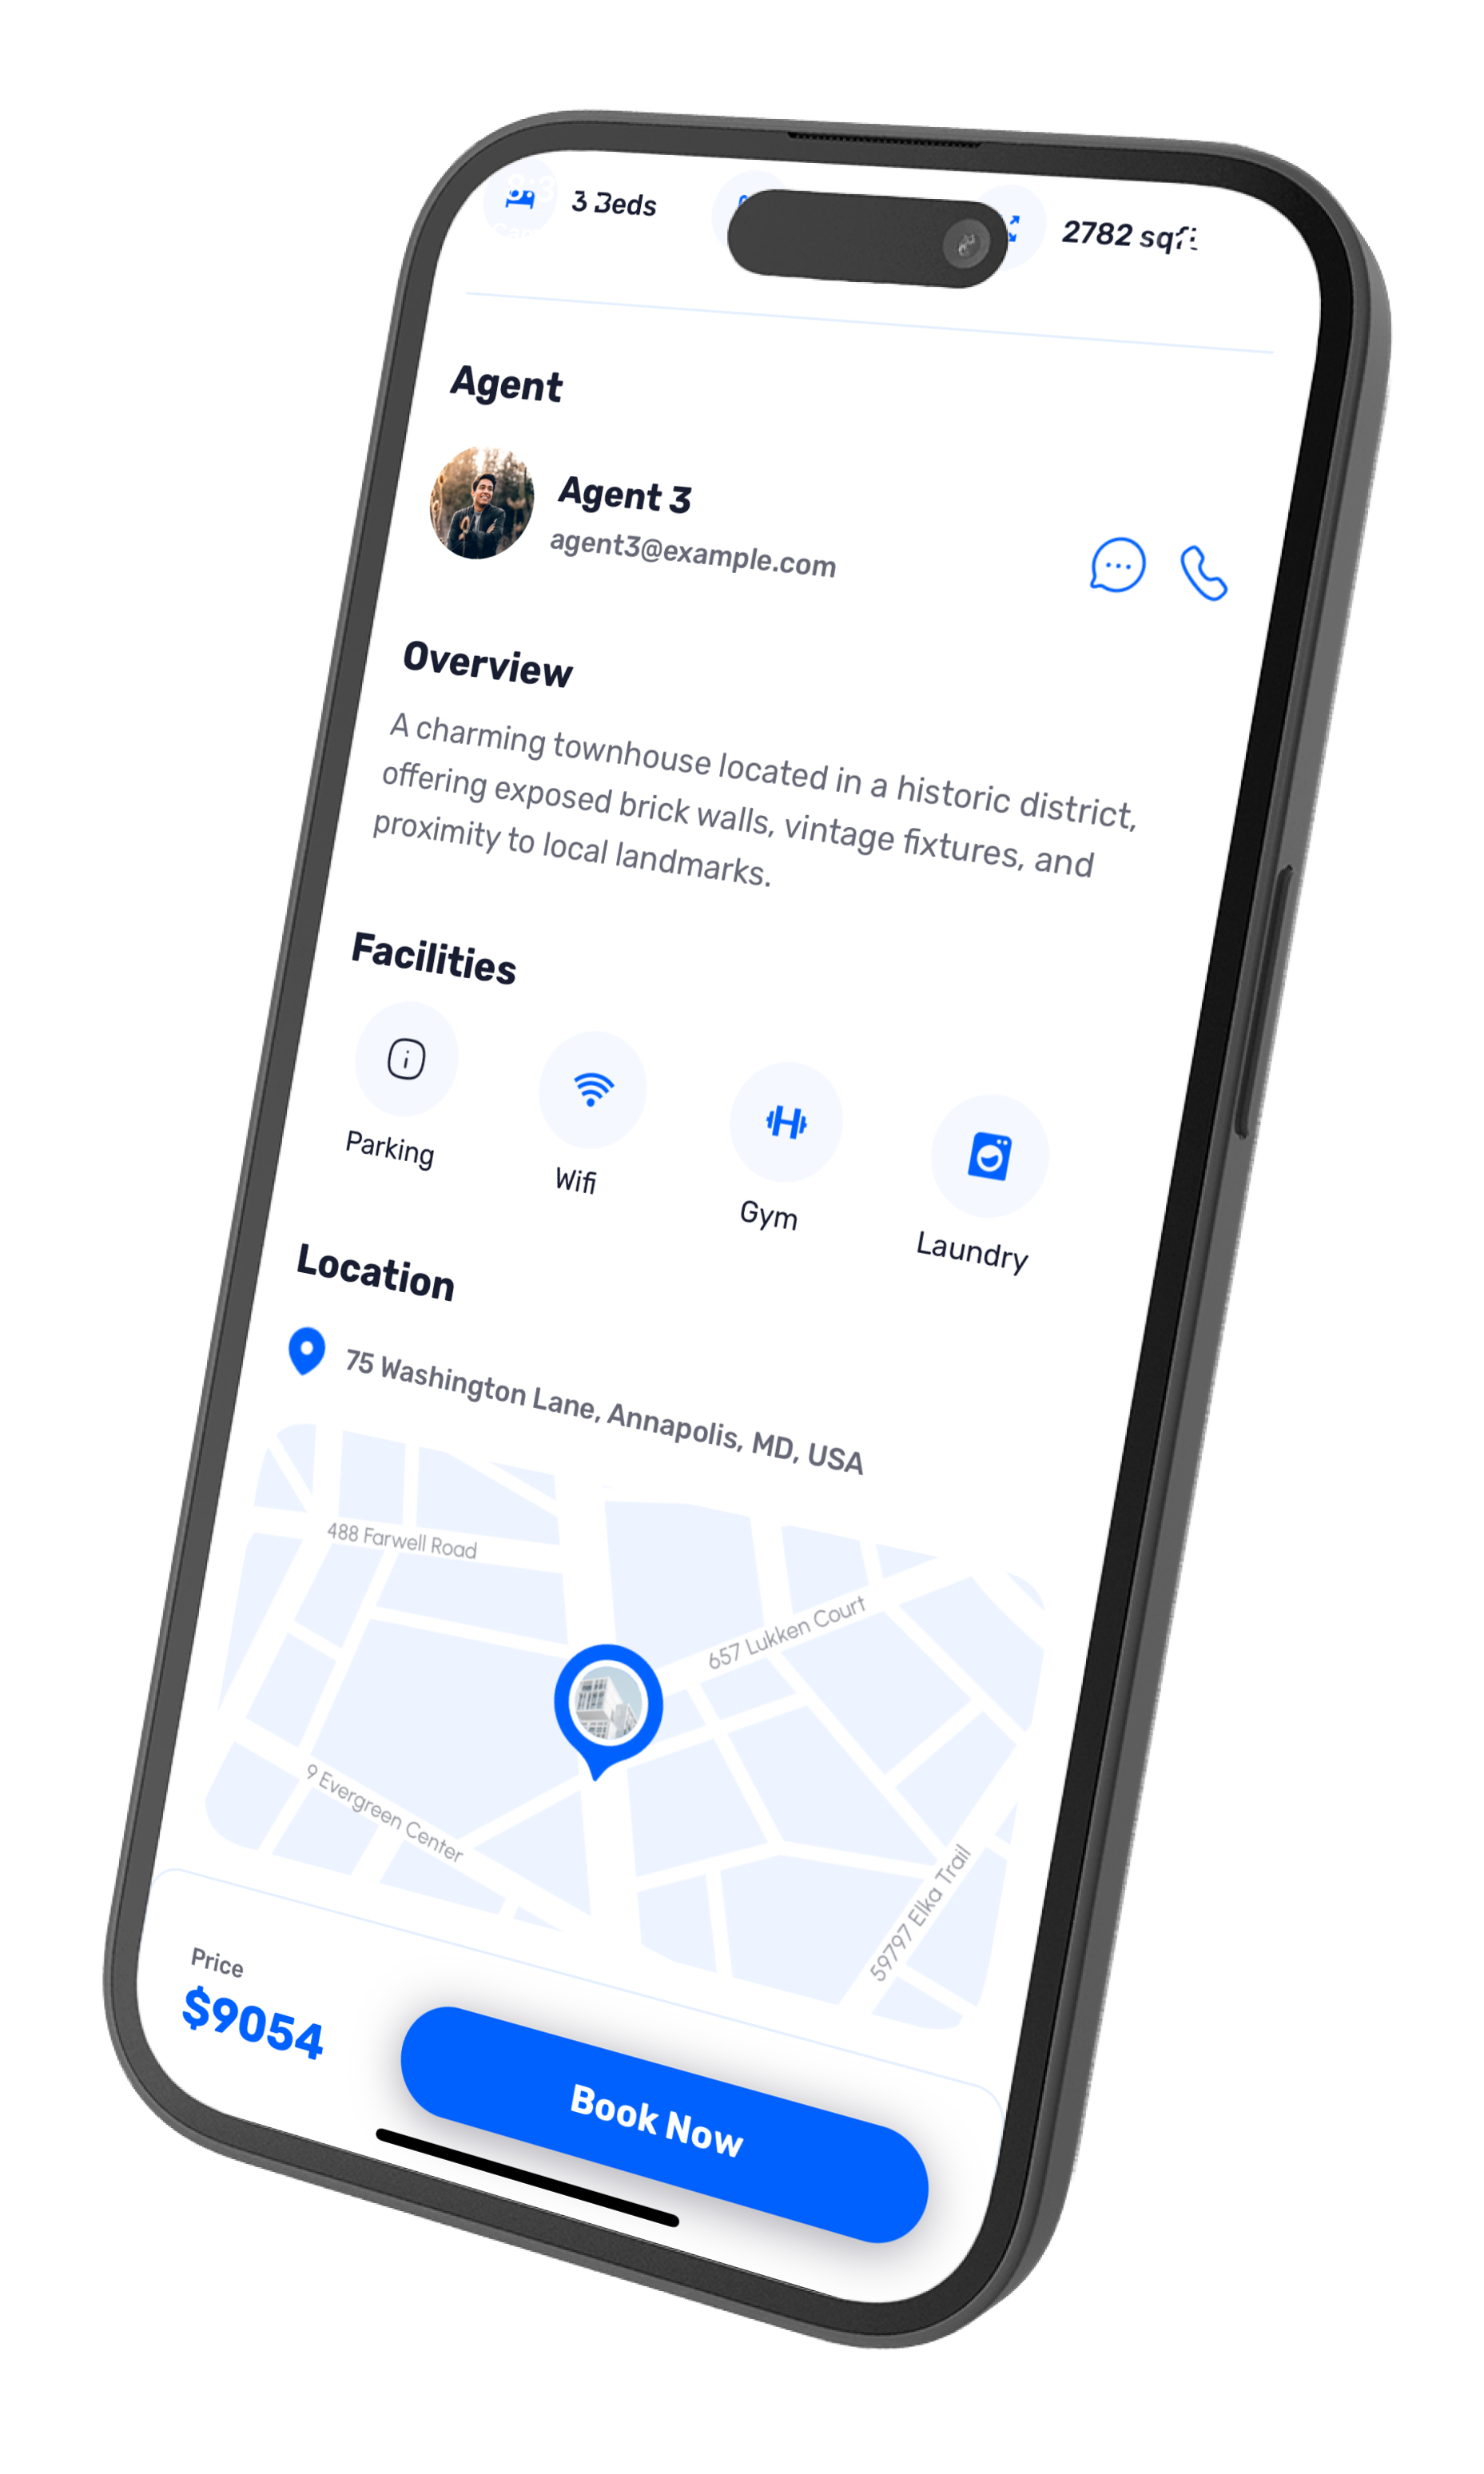 3 Beds
2782 sqft
Agent
Agent 3
agent3@example.com
Overview
A charming townhouse located in a historic district,
offering exposed brick walls, vintage fixtures, and
proximity to local landmarks.
Facilities
Parking
Wifi
Gym
Laundry
Location
75 Washington Lane, Annapolis, MD, USA
488 Farwell Road
657 Lukken Court
9 Evergreen Center
59797 Elka Trail
Price
$9054
Book Now